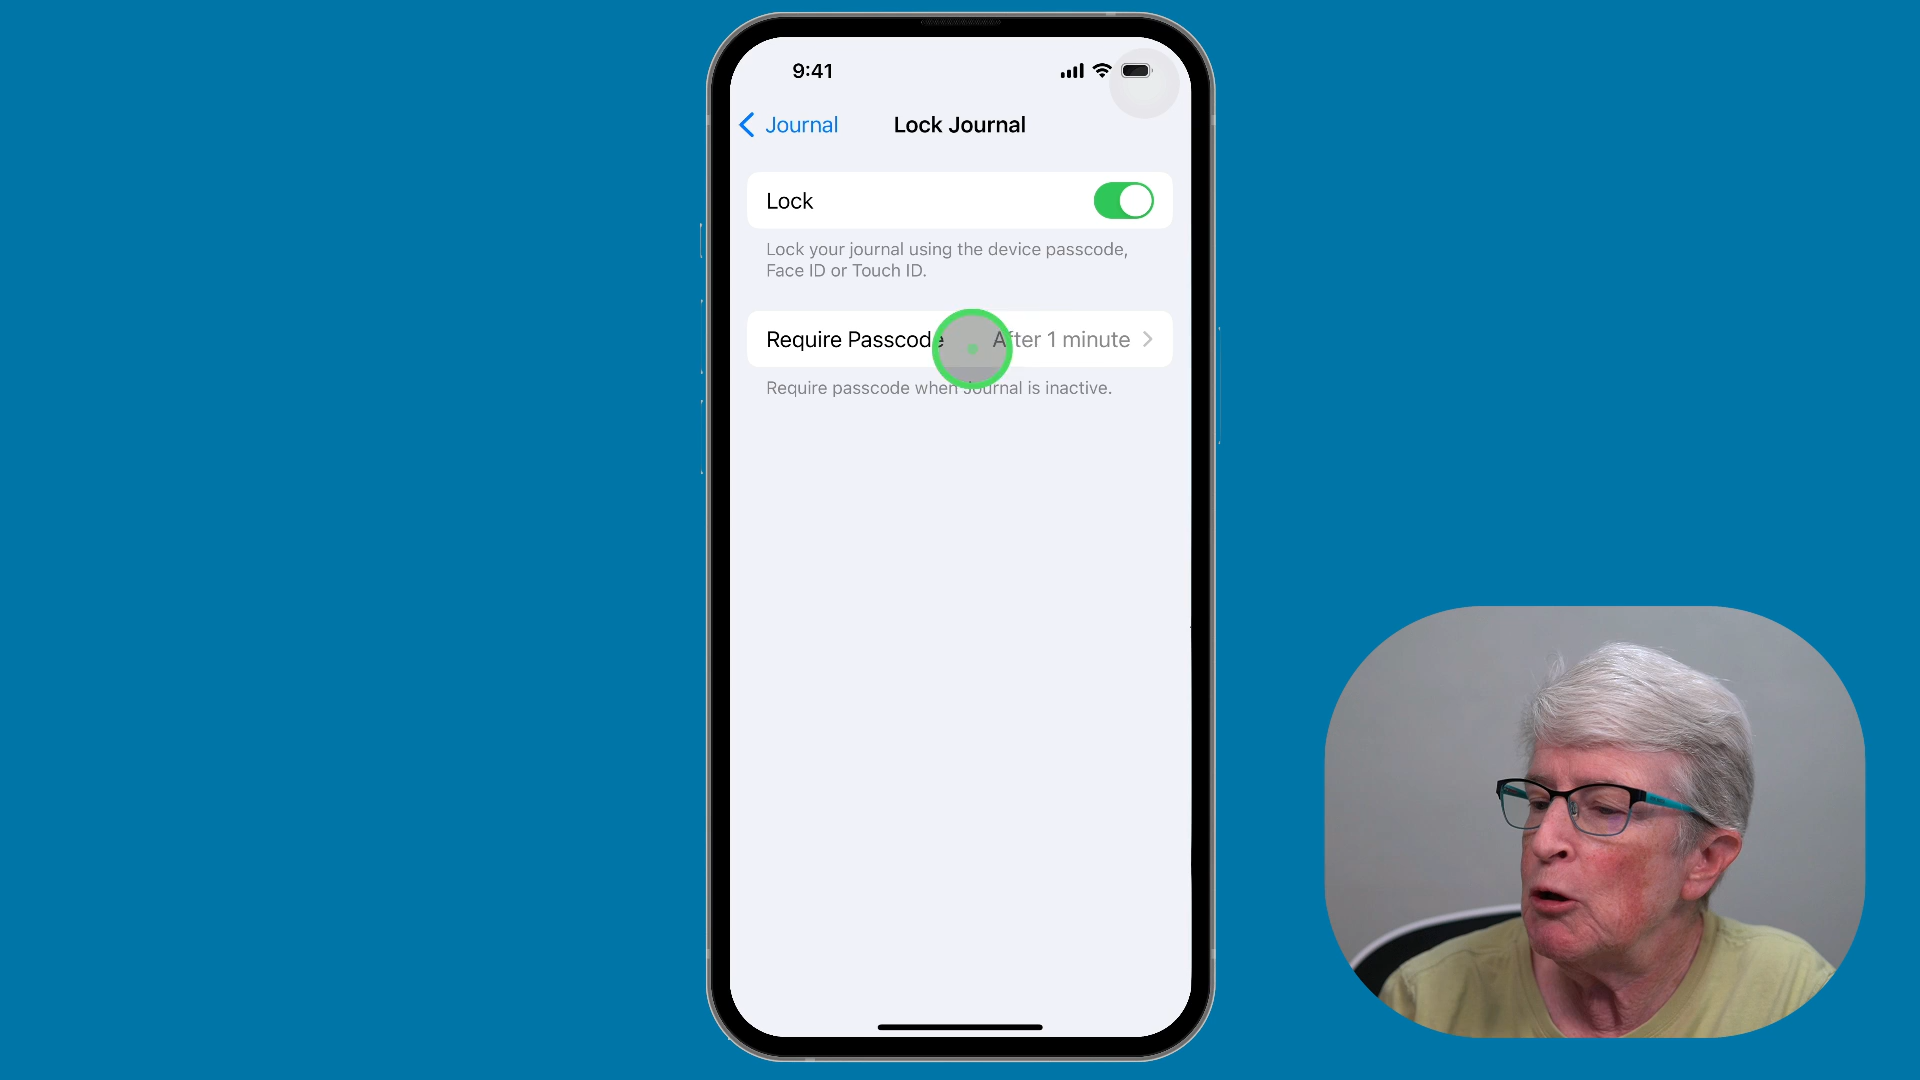 9:41
Journal
Lock Journal
Lock
Lock your journal using the device passcode,
Face ID or Touch ID.
Require Passcode After 1 minute
Require passcode when Journal is inactive.